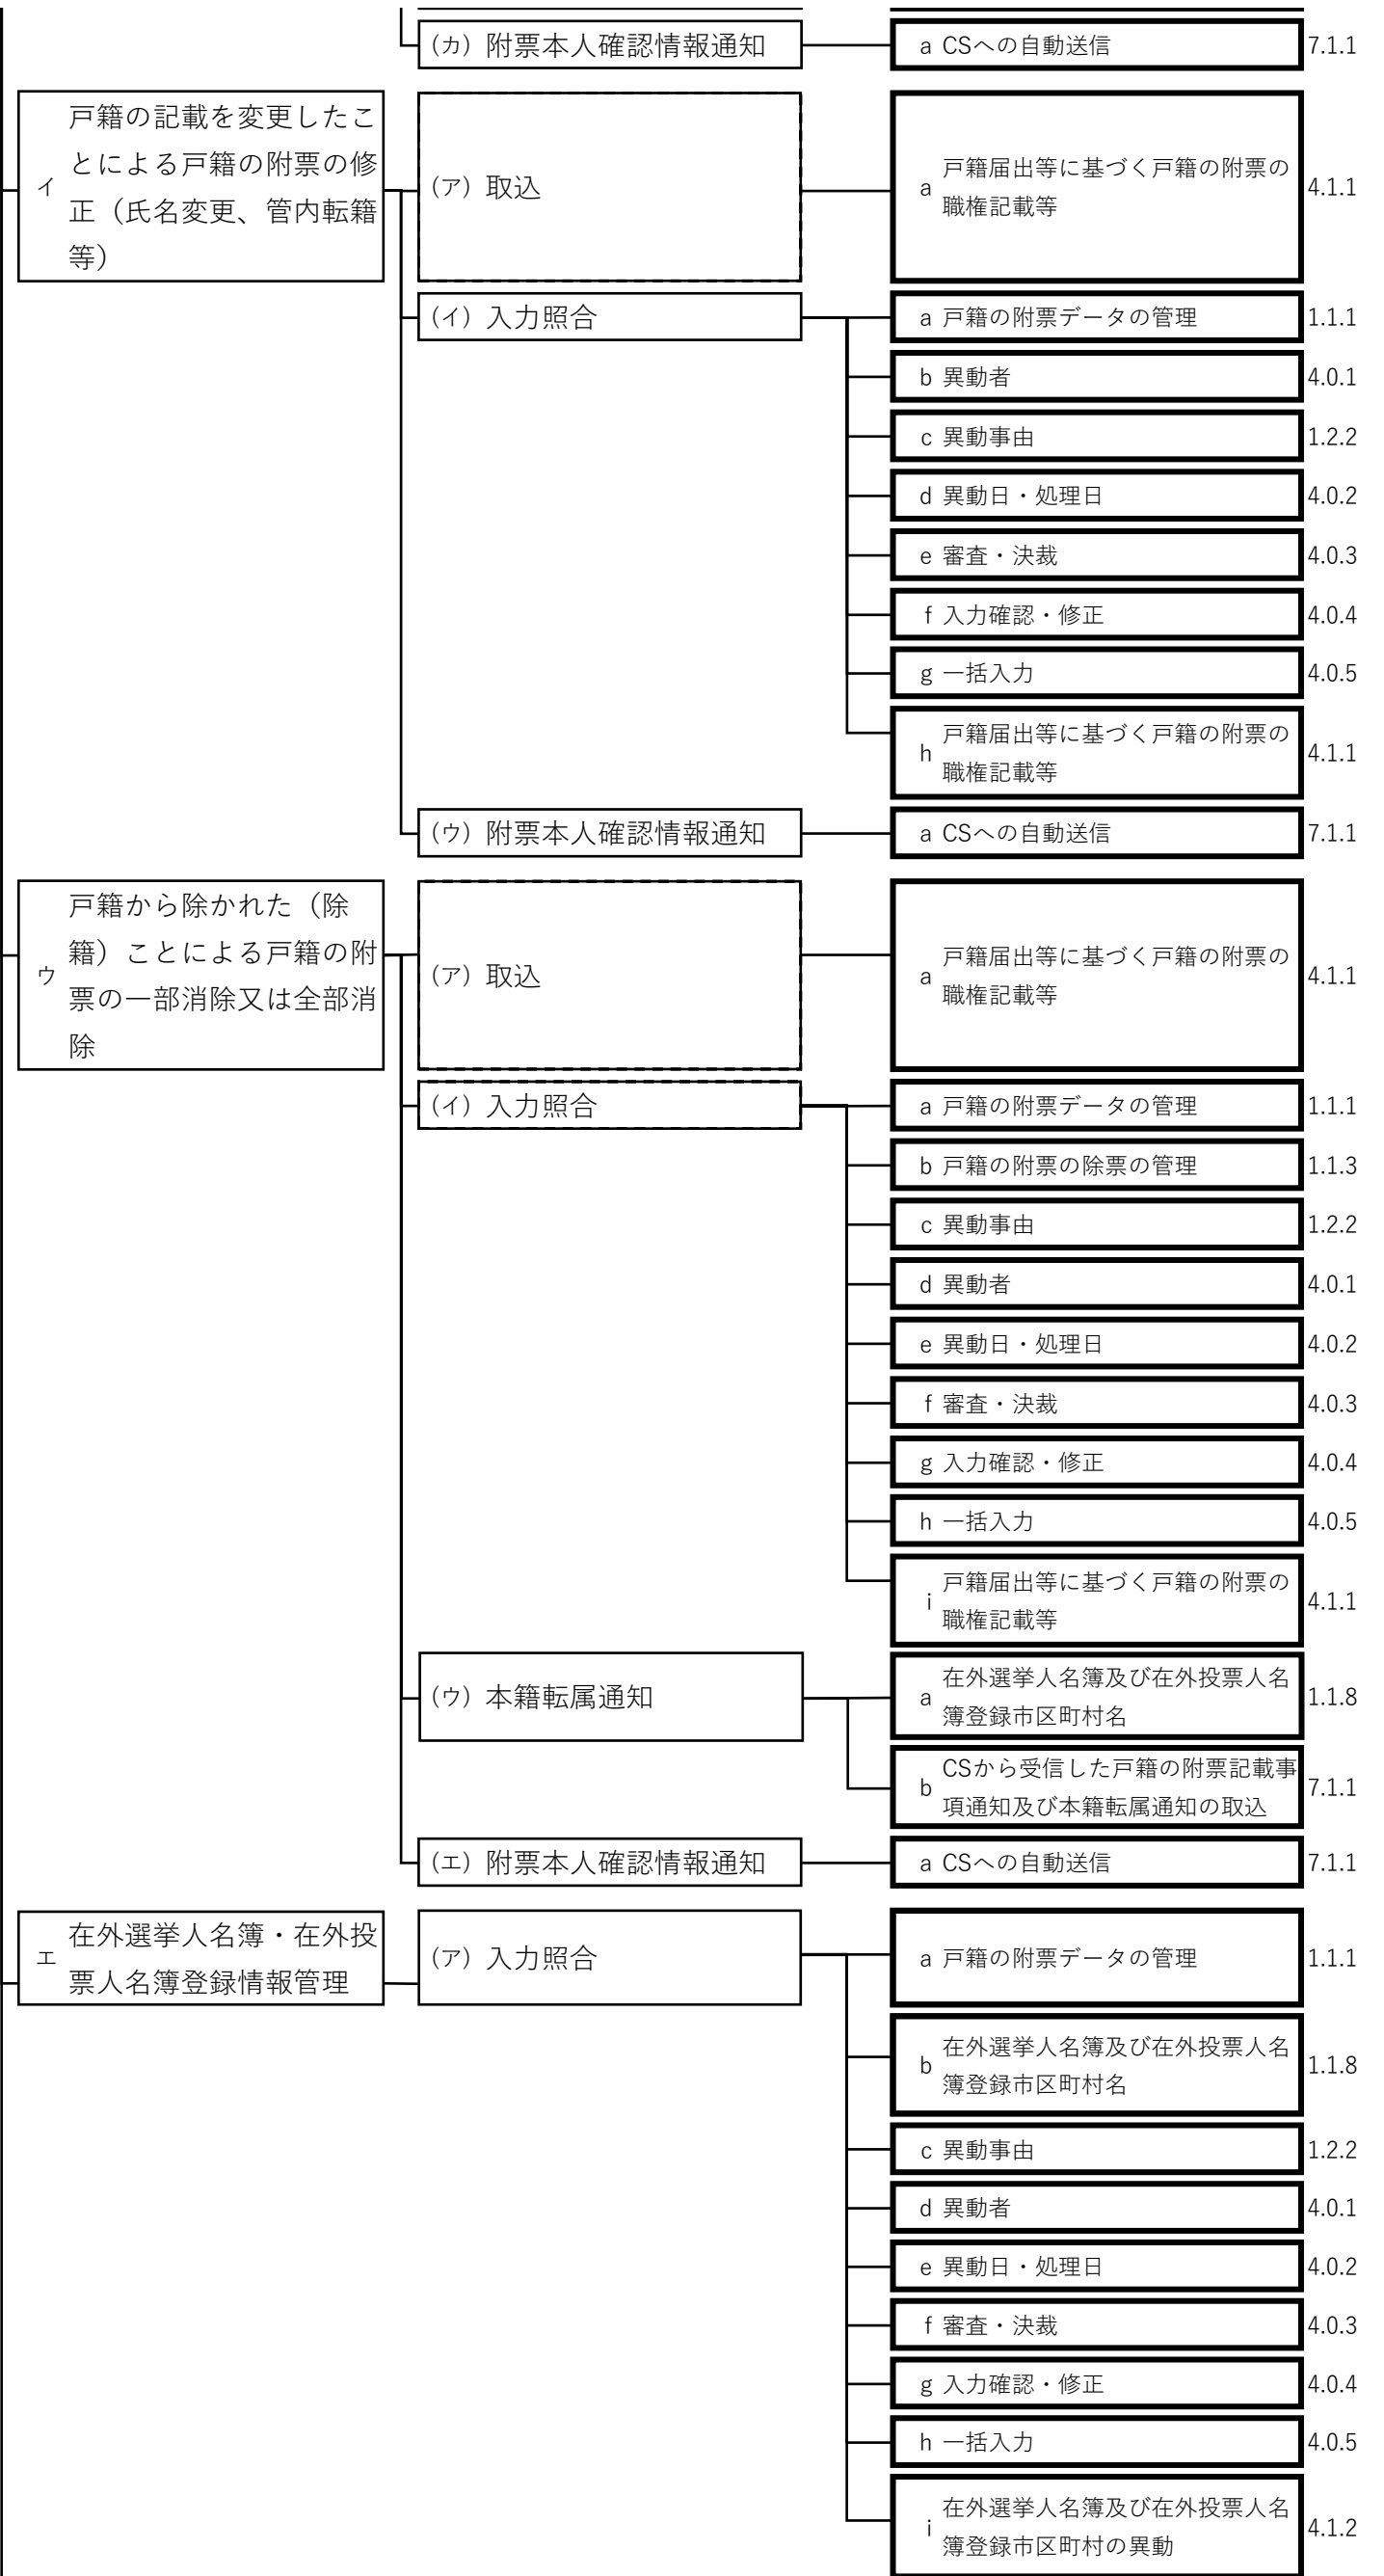 (カ) 附票本人確認情報通知
a CSへの自動送信
7.1.1
イ
戸籍の記載を変更したこ
とによる戸籍の附票の修
正（氏名変更、管内転籍
等）
(ア) 取込
a
戸籍届出等に基づく戸籍の附票の
職権記載等
4.1.1
(イ) 入力照合
a 戸籍の附票データの管理
1.1.1
b 異動者
4.0.1
c 異動事由
1.2.2
d 異動日・処理日
4.0.2
e 審査・決裁
4.0.3
f 入力確認・修正
4.0.4
g 一括入力
4.0.5
h
戸籍届出等に基づく戸籍の附票の
職権記載等
4.1.1
(ウ) 附票本人確認情報通知
a CSへの自動送信
7.1.1
ウ
戸籍から除かれた（除
籍）ことによる戸籍の附
票の一部消除又は全部消
除
(ア) 取込
a
戸籍届出等に基づく戸籍の附票の
職権記載等
4.1.1
(イ) 入力照合
a 戸籍の附票データの管理
1.1.1
b 戸籍の附票の除票の管理
1.1.3
c 異動事由
1.2.2
d 異動者
4.0.1
e 異動日・処理日
4.0.2
f 審査・決裁
4.0.3
g 入力確認・修正
4.0.4
h 一括入力
4.0.5
i
戸籍届出等に基づく戸籍の附票の
職権記載等
4.1.1
(ウ) 本籍転属通知
a
在外選挙人名簿及び在外投票人名
簿登録市区町村名
1.1.8
b
CSから受信した戸籍の附票記載事
項通知及び本籍転属通知の取込
7.1.1
(エ) 附票本人確認情報通知
a CSへの自動送信
7.1.1
エ
在外選挙人名簿・在外投
票人名簿登録情報管理
(ア) 入力照合
a 戸籍の附票データの管理
1.1.1
b
在外選挙人名簿及び在外投票人名
簿登録市区町村名
1.1.8
c 異動事由
1.2.2
d 異動者
4.0.1
e 異動日・処理日
4.0.2
f 審査・決裁
4.0.3
g 入力確認・修正
4.0.4
h 一括入力
4.0.5
i
在外選挙人名簿及び在外投票人名
簿登録市区町村の異動
4.1.2